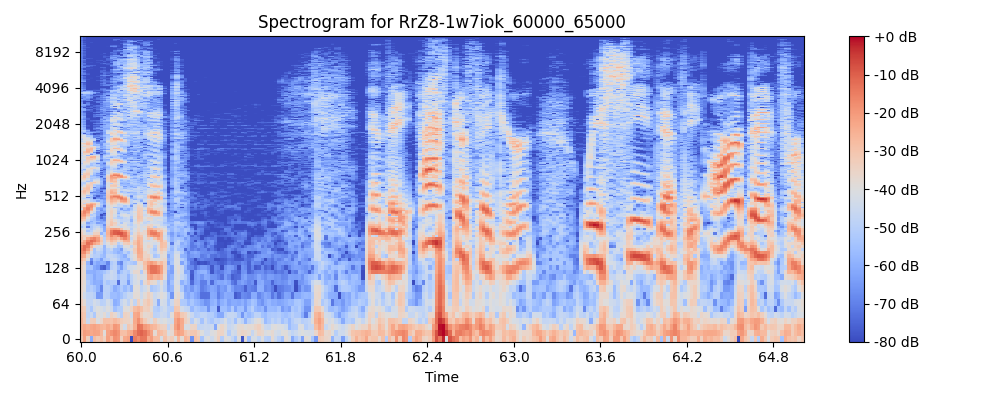 Spectrogram for RrZ8-1w7iok_60000_65000
Hz
8192
4096
2048
1024
512
256
128
64
0
60.0 60.6 61.2 61.8 62.4 63.0 63.6 64.2 64.8
Time
+0 dB
-10 dB
-20 dB
-30 dB
-40 dB
-50 dB
-60 dB
-70 dB
-80 dB